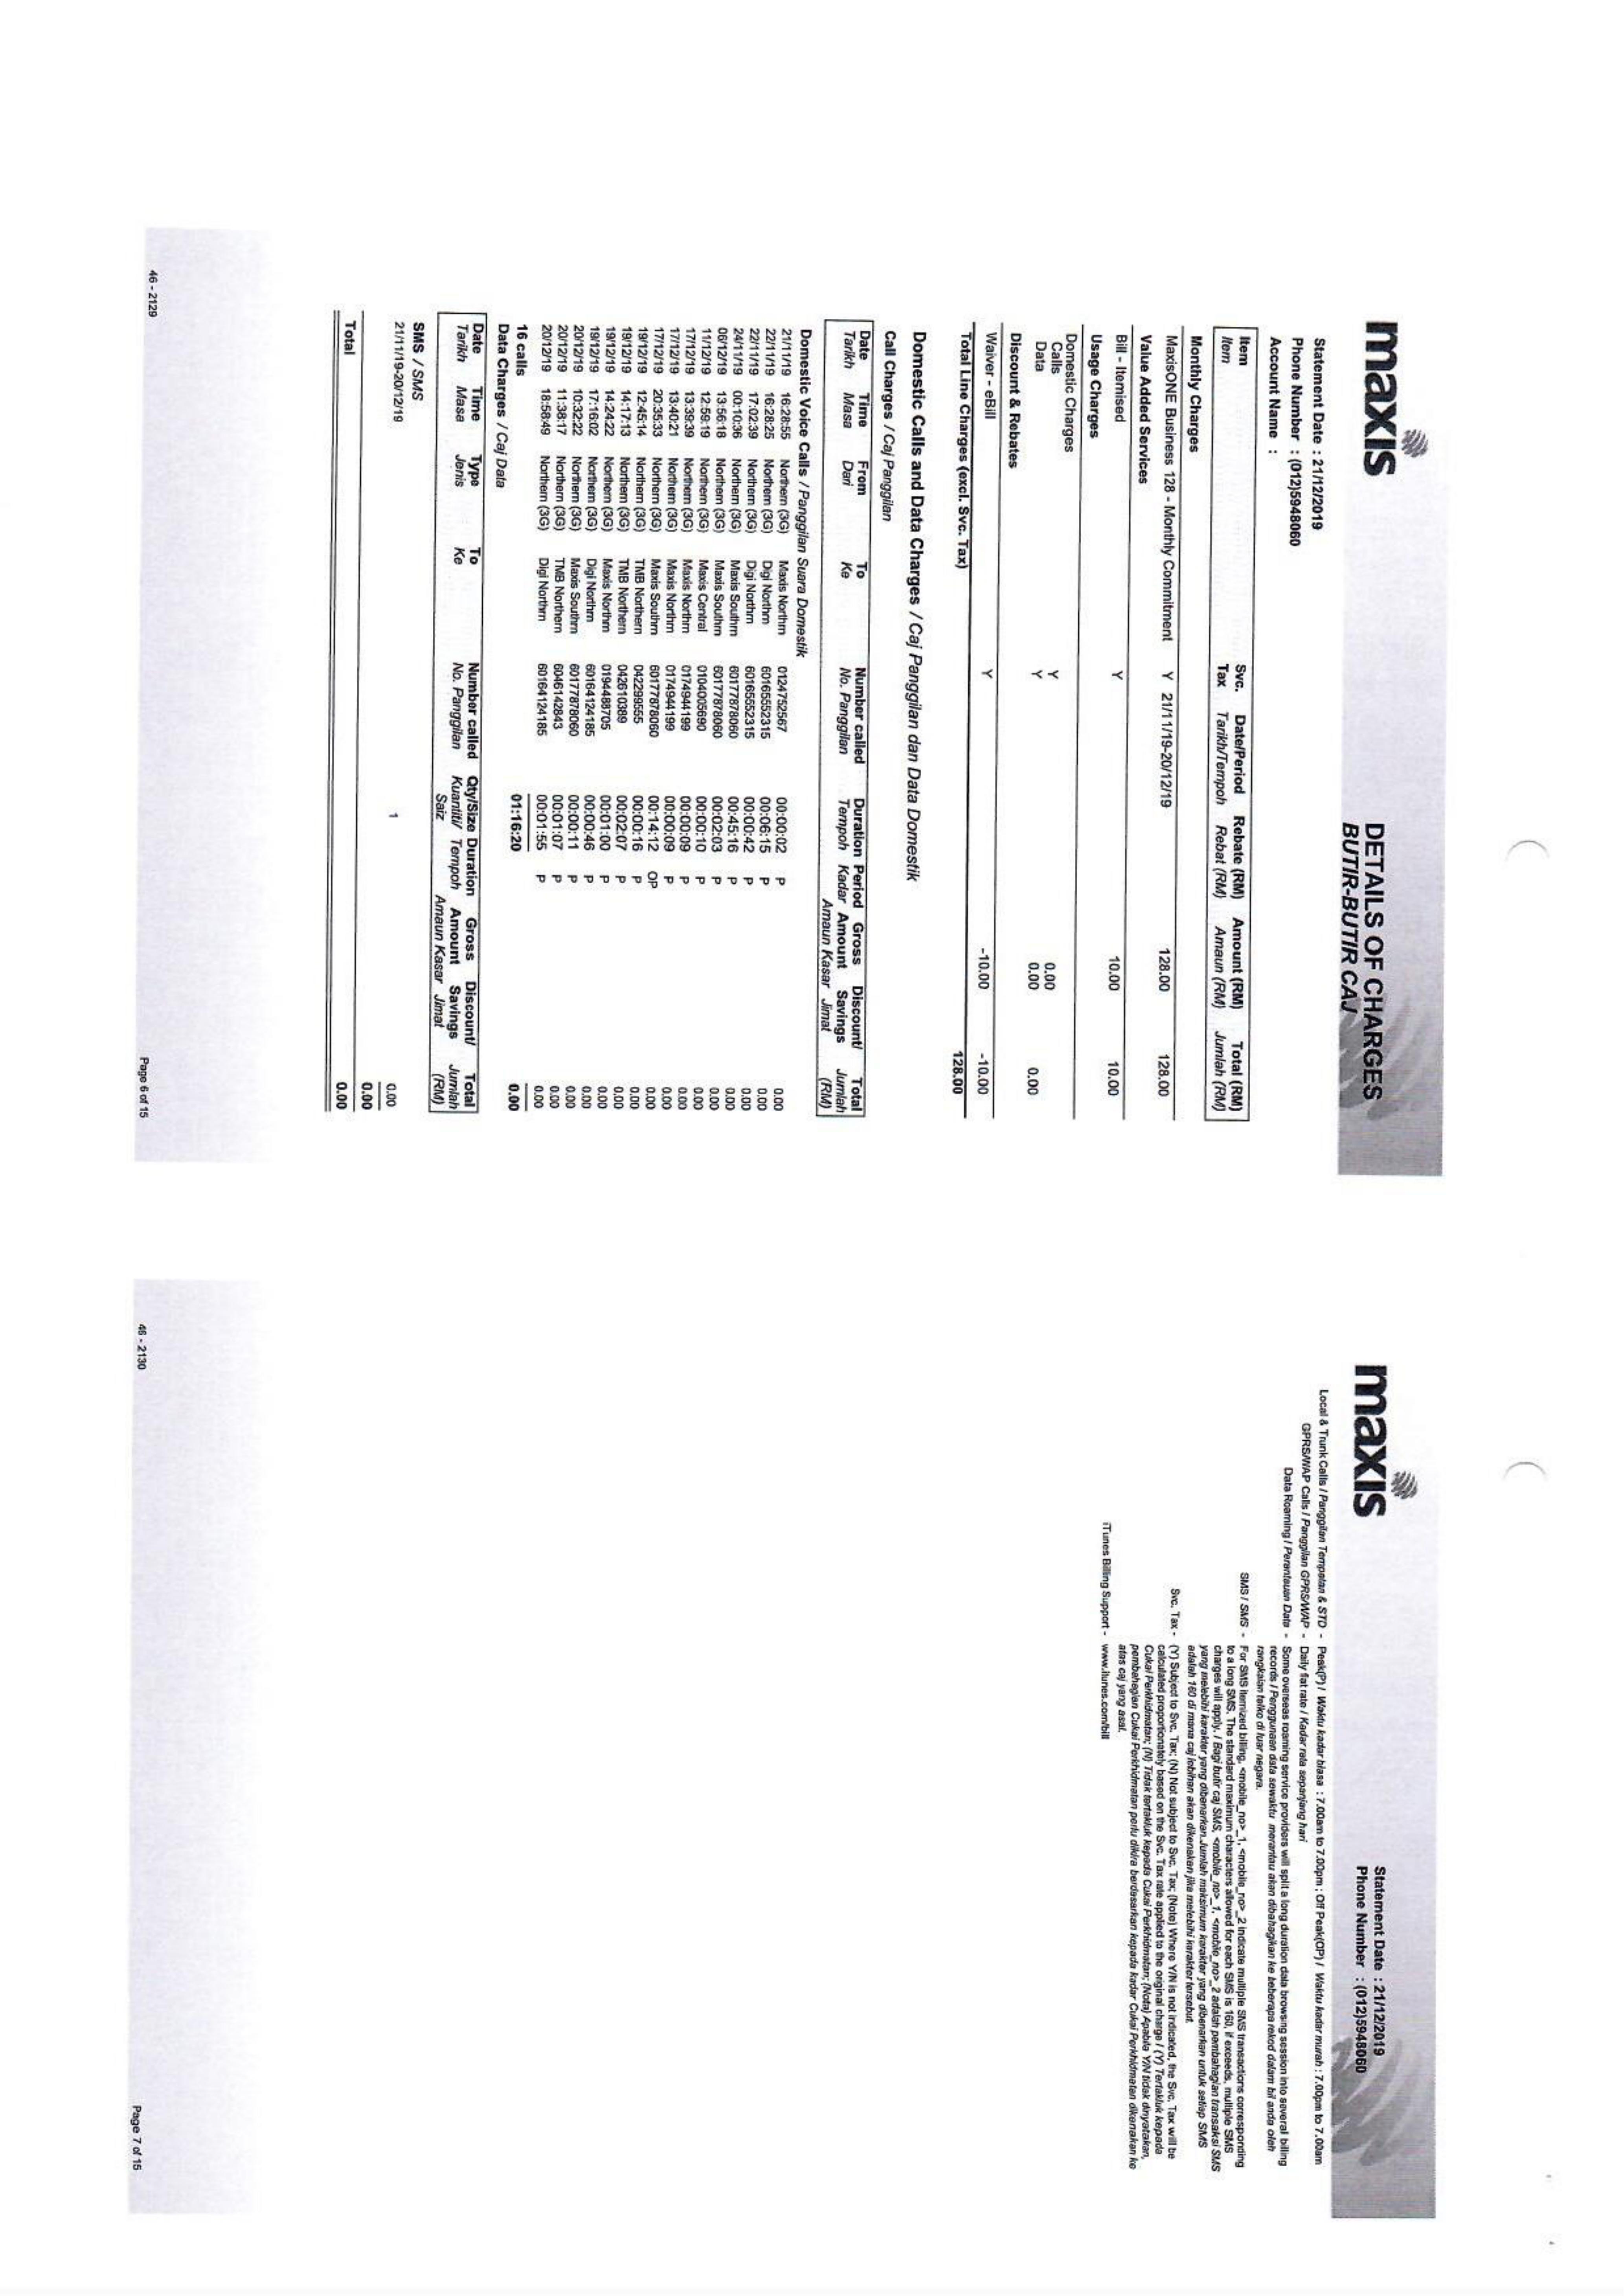 maxis
DETAILS OF CHARGES
BUTIR-BUTIR CAJ
Statement Date : 21/12/2019
Phone Number : (012)5948060
Account Name :
Item Svc. Date/Period Rebate (RM) Amount (RM) Total (RM)
Item Tax Tarikh/Tempoh Rebat (RM) Amaun (RM) Jumlah (RM)
Monthly Charges
MaxisONE Business 128 - Monthly Commitment Y 21/11/19-20/12/19 128.00 128.00
Value Added Services
Bill - Itemised Y 10.00 10.00
Usage Charges
Domestic Charges
Calls Y 0.00
Data Y 0.00 0.00
Discount & Rebates
Waiver - eBill Y -10.00 -10.00
Total Line Charges (excl. Svc. Tax) 128.00
Domestic Calls and Data Charges / Caj Panggilan dan Data Domestik
Call Charges / Caj Panggilan
Date Time From To Number called Duration Period Gross Discount/ Total
Tarikh Masa Dari Ke No. Panggilan Tempoh Kadar Amount Savings Jumlah
Amaun Kasar Jimat (RM)
Domestic Voice Calls / Panggilan Suara Domestik
21/11/19 16:28:55 Northern (3G) Maxis Northrn 0124752567 00:00:02 P 0.00
22/11/19 16:28:25 Northern (3G) Digi Northrn 60165552315 00:06:15 P 0.00
22/11/19 17:02:39 Northern (3G) Digi Northrn 60165552315 00:00:42 P 0.00
24/11/19 00:10:36 Northern (3G) Maxis Southrn 60177878060 00:45:16 P 0.00
06/12/19 13:56:18 Northern (3G) Maxis Southrn 60177878060 00:02:03 P 0.00
11/12/19 12:59:19 Northern (3G) Maxis Central 0104005690 00:00:10 P 0.00
17/12/19 13:39:39 Northern (3G) Maxis Northrn 0174944199 00:00:09 P 0.00
17/12/19 13:40:21 Northern (3G) Maxis Northrn 0174944199 00:00:09 P 0.00
17/12/19 20:35:33 Northern (3G) Maxis Southrn 60177878060 00:14:12 OP 0.00
19/12/19 12:45:14 Northern (3G) TMB Northern 042299555 00:00:16 P 0.00
19/12/19 14:17:13 Northern (3G) TMB Northern 042610389 00:02:07 P 0.00
19/12/19 14:24:22 Northern (3G) Maxis Northrn 0194488705 00:01:00 P 0.00
19/12/19 17:16:02 Northern (3G) Digi Northrn 60164124185 00:00:46 P 0.00
20/12/19 10:32:22 Northern (3G) Maxis Southrn 60177878060 00:00:11 P 0.00
20/12/19 11:38:17 Northern (3G) TMB Northern 6046142843 00:01:07 P 0.00
20/12/19 18:58:49 Northern (3G) Digi Northrn 60164124185 00:01:55 P 0.00
16 calls 01:16:20 0.00
Data Charges / Caj Data
Date Time Type To Number called Qty/Size Duration Gross Discount/ Total
Tarikh Masa Jenis Ke No. Panggilan Kuantiti/ Tempoh Amount Savings Jumlah
Saiz Amaun Kasar Jimat (RM)
SMS / SMS
21/11/19-20/12/19 1 0.00
0.00
Total 0.00
46 - 2129 Page 6 of 15
maxis
Statement Date : 21/12/2019
Phone Number : (012)5948060
Local & Trunk Calls / Panggilan Tempatan & STD - Peak(P) / Waktu kadar biasa : 7.00am to 7.00pm ; Off Peak(OP) / Waktu kadar murah : 7.00pm to 7.00am
GPRS/WAP Calls / Panggilan GPRS/WAP - Daily flat rate / Kadar rata sepanjang hari
Data Roaming / Perantauan Data - Some overseas roaming service providers will split a long duration data browsing session into several billing
records / Penggunaan data sewaktu merantau akan dibahagikan ke beberapa rekod dalam bil anda oleh
rangkaian telko di luar negara.
SMS / SMS - For SMS itemized billing, <mobile_no>_1, <mobile_no>_2 indicate multiple SMS transactions corresponding
to a long SMS. The standard maximum characters allowed for each SMS is 160, if exceeds, multiple SMS
charges will apply. / Bagi butir caj SMS, <mobile_no>_1, <mobile_no>_2 adalah pembahagian transaksi SMS
yang melebihi karakter yang dibenarkan.Jumlah maksimum karakter yang dibenarkan untuk setiap SMS
adalah 160 di mana caj lebihan akan dikenakan jika melebihi karakter tersebut.
Svc. Tax - (Y) Subject to Svc. Tax; (N) Not subject to Svc. Tax; (Note) Where Y/N is not indicated, the Svc. Tax will be
calculated proportionately based on the Svc. Tax rate applied to the original charge / (Y) Tertakluk kepada
Cukai Perkhidmatan; (N) Tidak tertakluk kepada Cukai Perkhidmatan; (Nota) Apabila Y/N tidak dinyatakan,
pembahagian Cukai Perkhidmatan perlu dikira berdasarkan kepada kadar Cukai Perkhidmatan dikenakan ke
atas caj yang asal.
iTunes Billing Support - www.itunes.com/bill
46 - 2130 Page 7 of 15